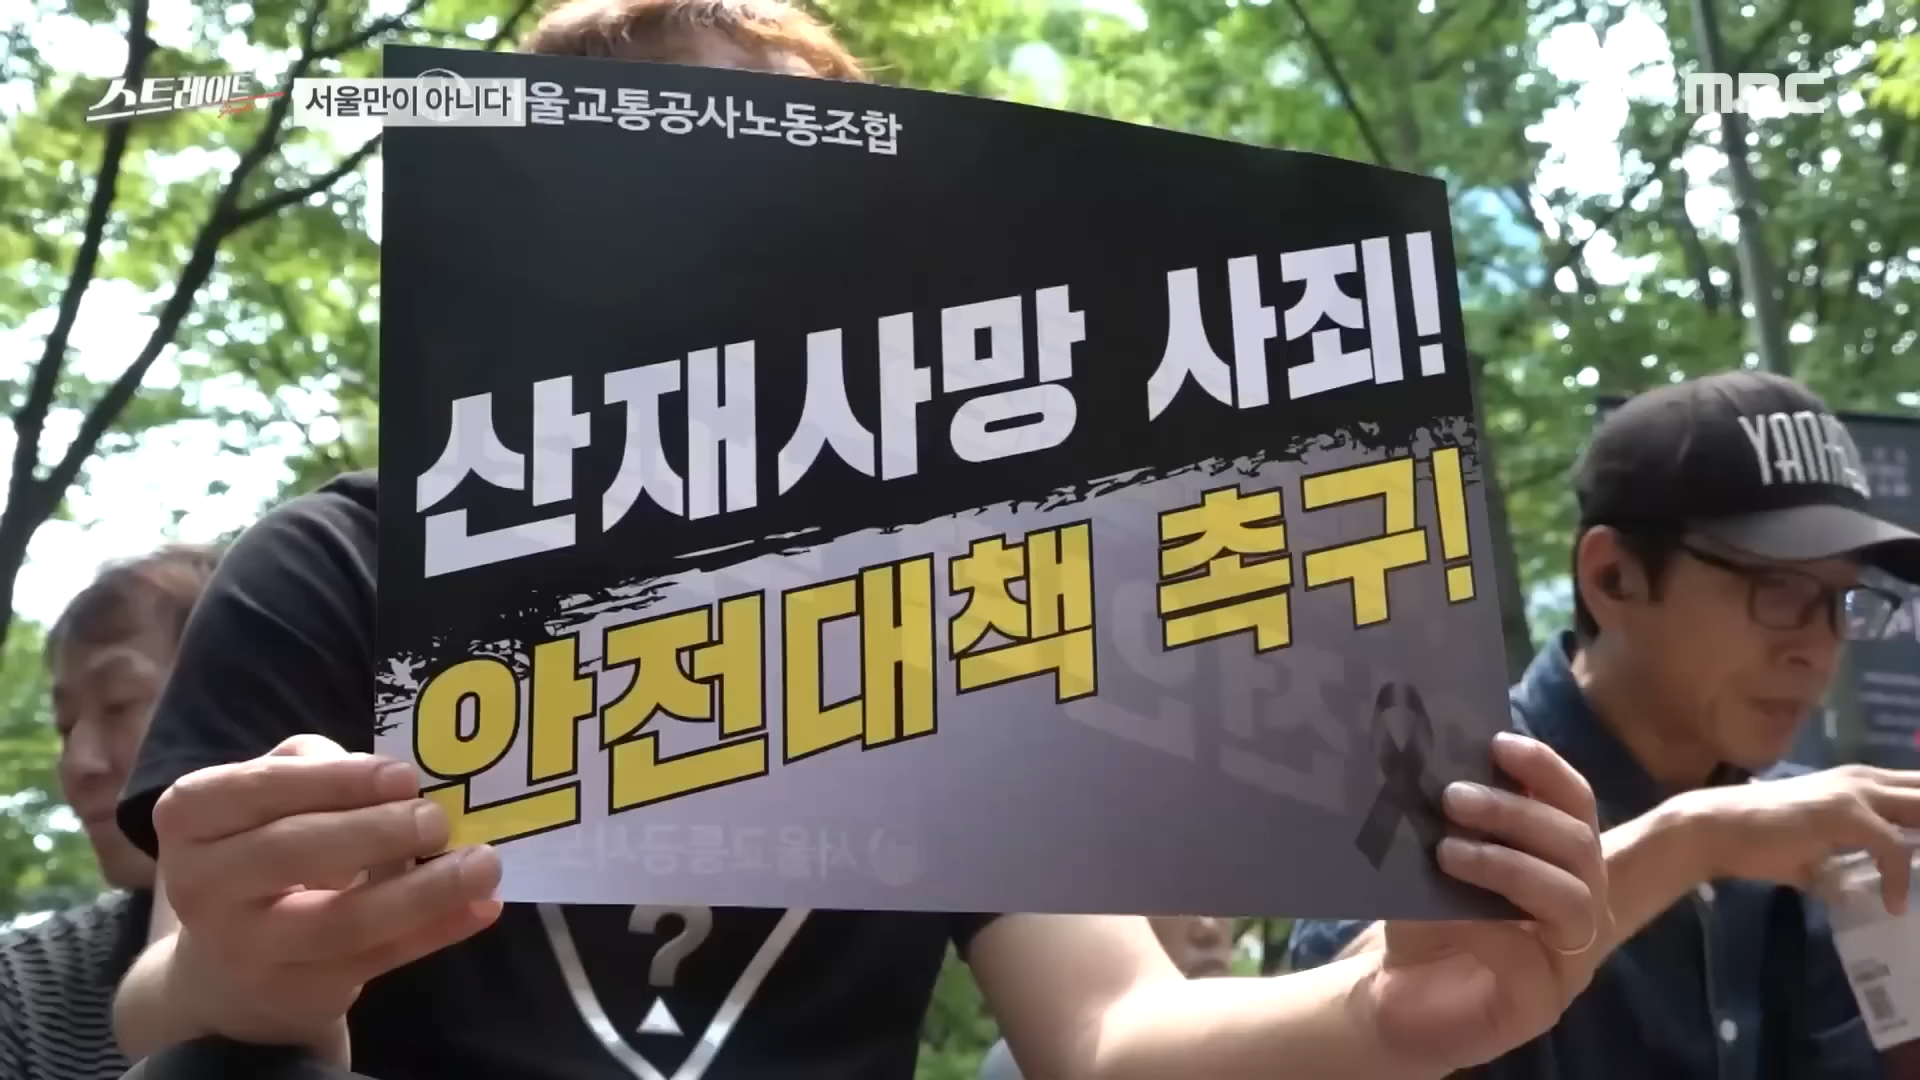 스트레이트
서울만이 아니다
MBC
울교통공사노동조합
산재사망 사죄!
안전대책 촉구!
?